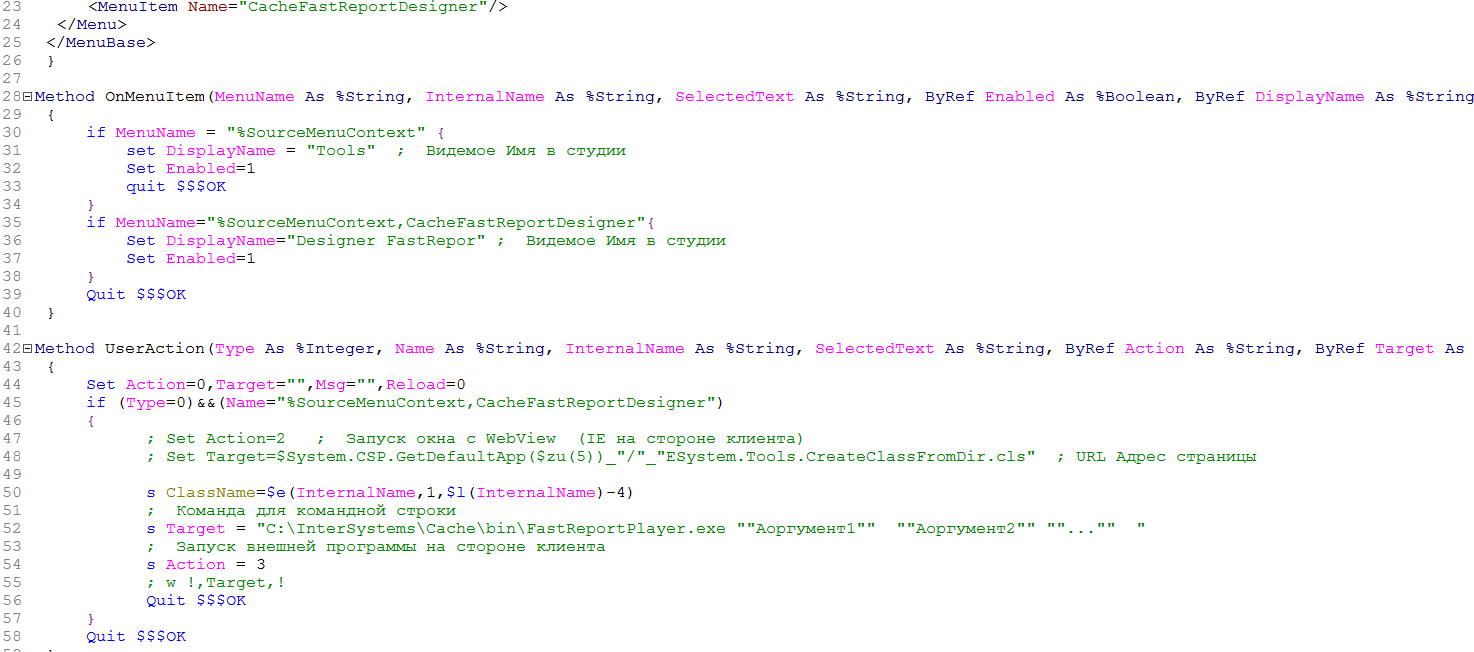 23 <MenuItem Name="CacheFastReportDesigner"/>
24 </Menu>
25 </MenuBase>
26 }
27
28 Method OnMenuItem(MenuName As %String, InternalName As %String, SelectedText As %String, ByRef Enabled As %Boolean, ByRef DisplayName As %String
29 {
30 if MenuName = "%SourceMenuContext" {
31 set DisplayName = "Tools" ; Видемое Имя в студии
32 Set Enabled=1
33 quit $$$OK
34 }
35 if MenuName="%SourceMenuContext,CacheFastReportDesigner"{
36 Set DisplayName="Designer FastRepor" ; Видемое Имя в студии
37 Set Enabled=1
38 }
39 Quit $$$OK
40 }
41
42 Method UserAction(Type As %Integer, Name As %String, InternalName As %String, SelectedText As %String, ByRef Action As %String, ByRef Target As
43 {
44 Set Action=0,Target="",Msg="",Reload=0
45 if (Type=0)&&(Name="%SourceMenuContext,CacheFastReportDesigner")
46 {
47 ; Set Action=2 ; Запуск окна с WebView (IE на стороне клиента)
48 ; Set Target=$System.CSP.GetDefaultApp($zu(5))_"/"_"ESystem.Tools.CreateClassFromDir.cls" ; URL Адрес страницы
49
50 s ClassName=$e(InternalName,1,$l(InternalName)-4)
51 ; Команда для командной строки
52 s Target = "C:\InterSystems\Cache\bin\FastReportPlayer.exe ""Аоргумент1"" ""Аоргумент2"" ""..."" "
53 ; Запуск внешней программы на стороне клиента
54 s Action = 3
55 ; w !,Target,!
56 Quit $$$OK
57 }
58 Quit $$$OK